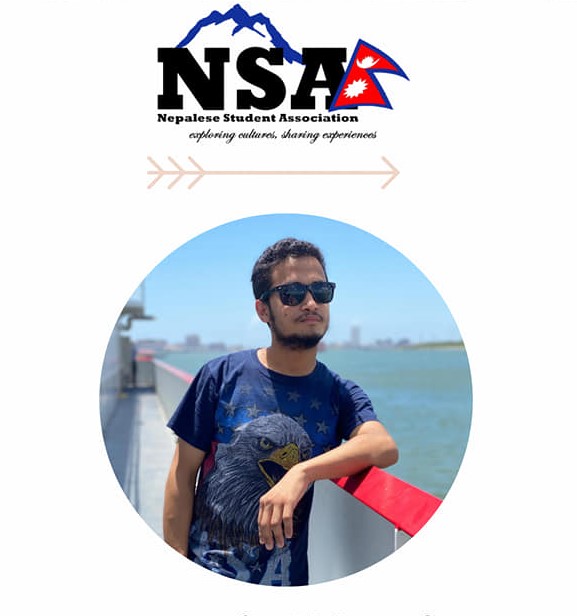 NSA
Nepalese Student Association
exploring cultures, sharing experiences